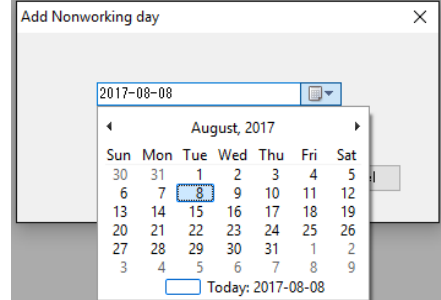 Add Nonworking day
2017-08-08
August, 2017
Sun Mon Tue Wed Thu Fri Sat
30 31 1 2 3 4 5
6 7 8 9 10 11 12
13 14 15 16 17 18 19
20 21 22 23 24 25 26
27 28 29 30 31 1 2
3 4 5 6 7 8 9
Today: 2017-08-08